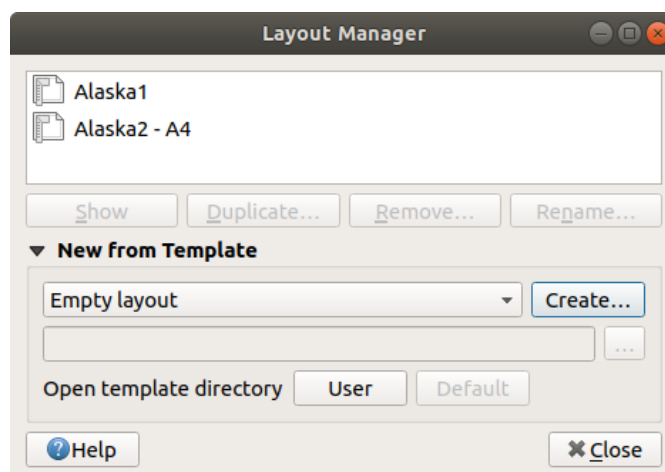 Layout Manager
Alaska1
Alaska2 - A4
Show Duplicate... Remove... Rename...
New from Template
Empty layout Create...
...
Open template directory User Default
?Help Close